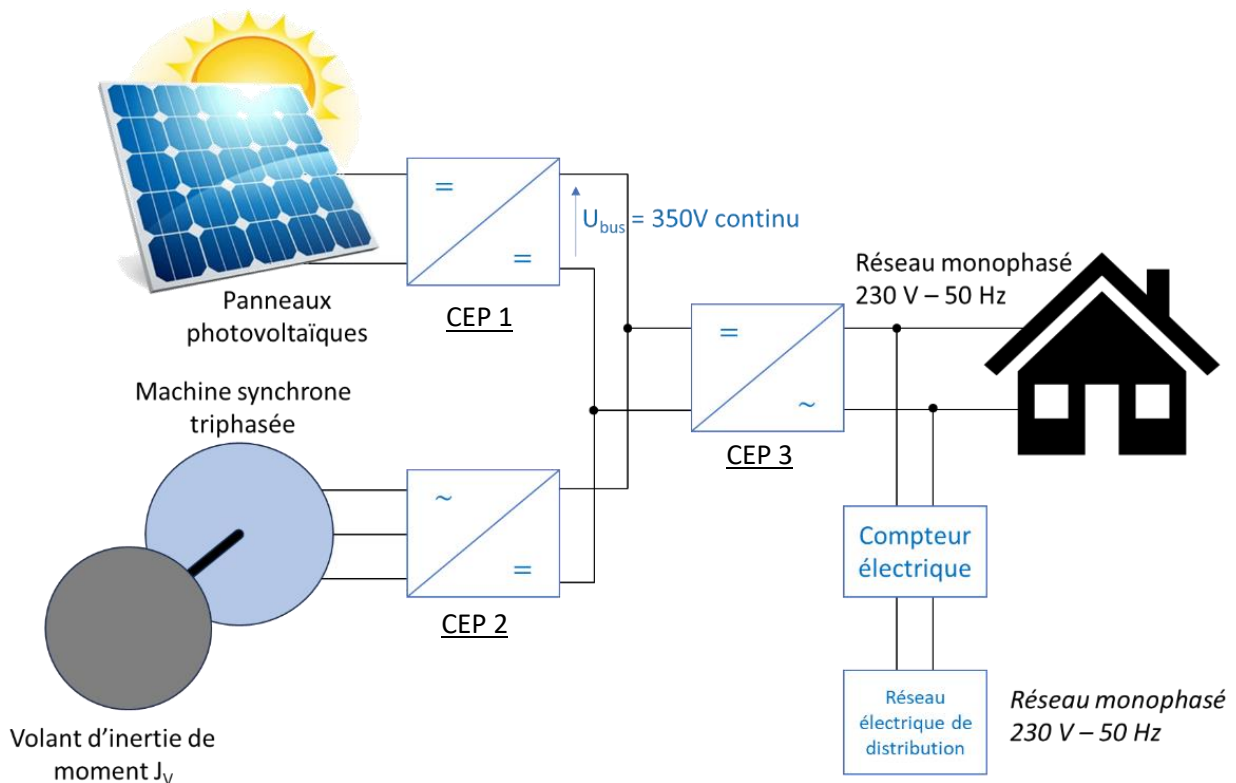 =
=
U_bus = 350V continu
Panneaux
photovoltaïques
CEP 1
Réseau monophasé
230 V – 50 Hz
=
~
CEP 3
Machine synchrone
triphasée
~
=
CEP 2
Compteur
électrique
Réseau
électrique de
distribution
Réseau monophasé
230 V – 50 Hz
Volant d'inertie de
moment J_V